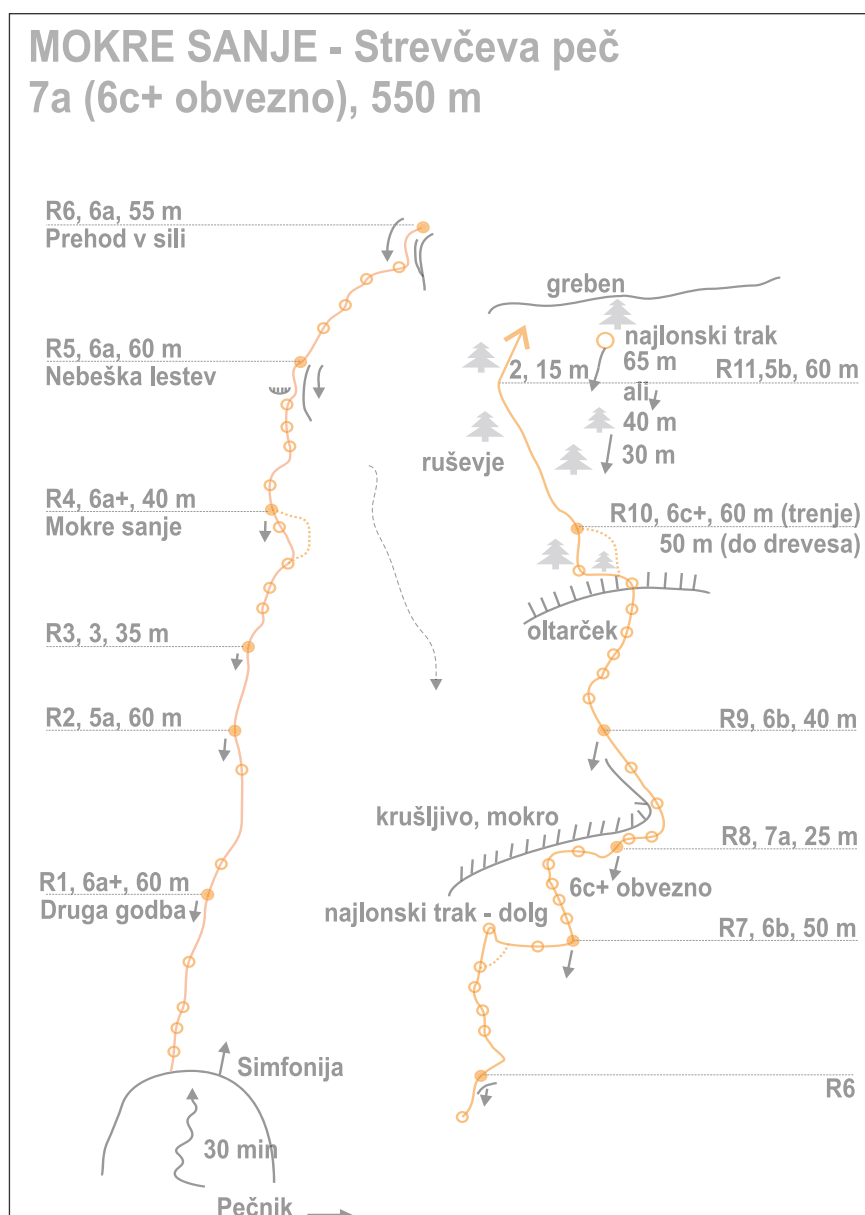 MOKRE SANJE - Strevčeva peč
7a (6c+ obvezno), 550 m
R6, 6a, 55 m
Prehod v sili
R5, 6a, 60 m
Nebeška lestev
R4, 6a+, 40 m
Mokre sanje
R3, 3, 35 m
R2, 5a, 60 m
R1, 6a+, 60 m
Druga godba
Simfonija
30 min
Pečnik
greben
najlonski trak
65 m
2, 15 m
R11,5b, 60 m
ali
40 m
30 m
ruševje
R10, 6c+, 60 m (trenje)
50 m (do drevesa)
oltarček
R9, 6b, 40 m
krušljivo, mokro
R8, 7a, 25 m
6c+ obvezno
najlonski trak - dolg
R7, 6b, 50 m
R6